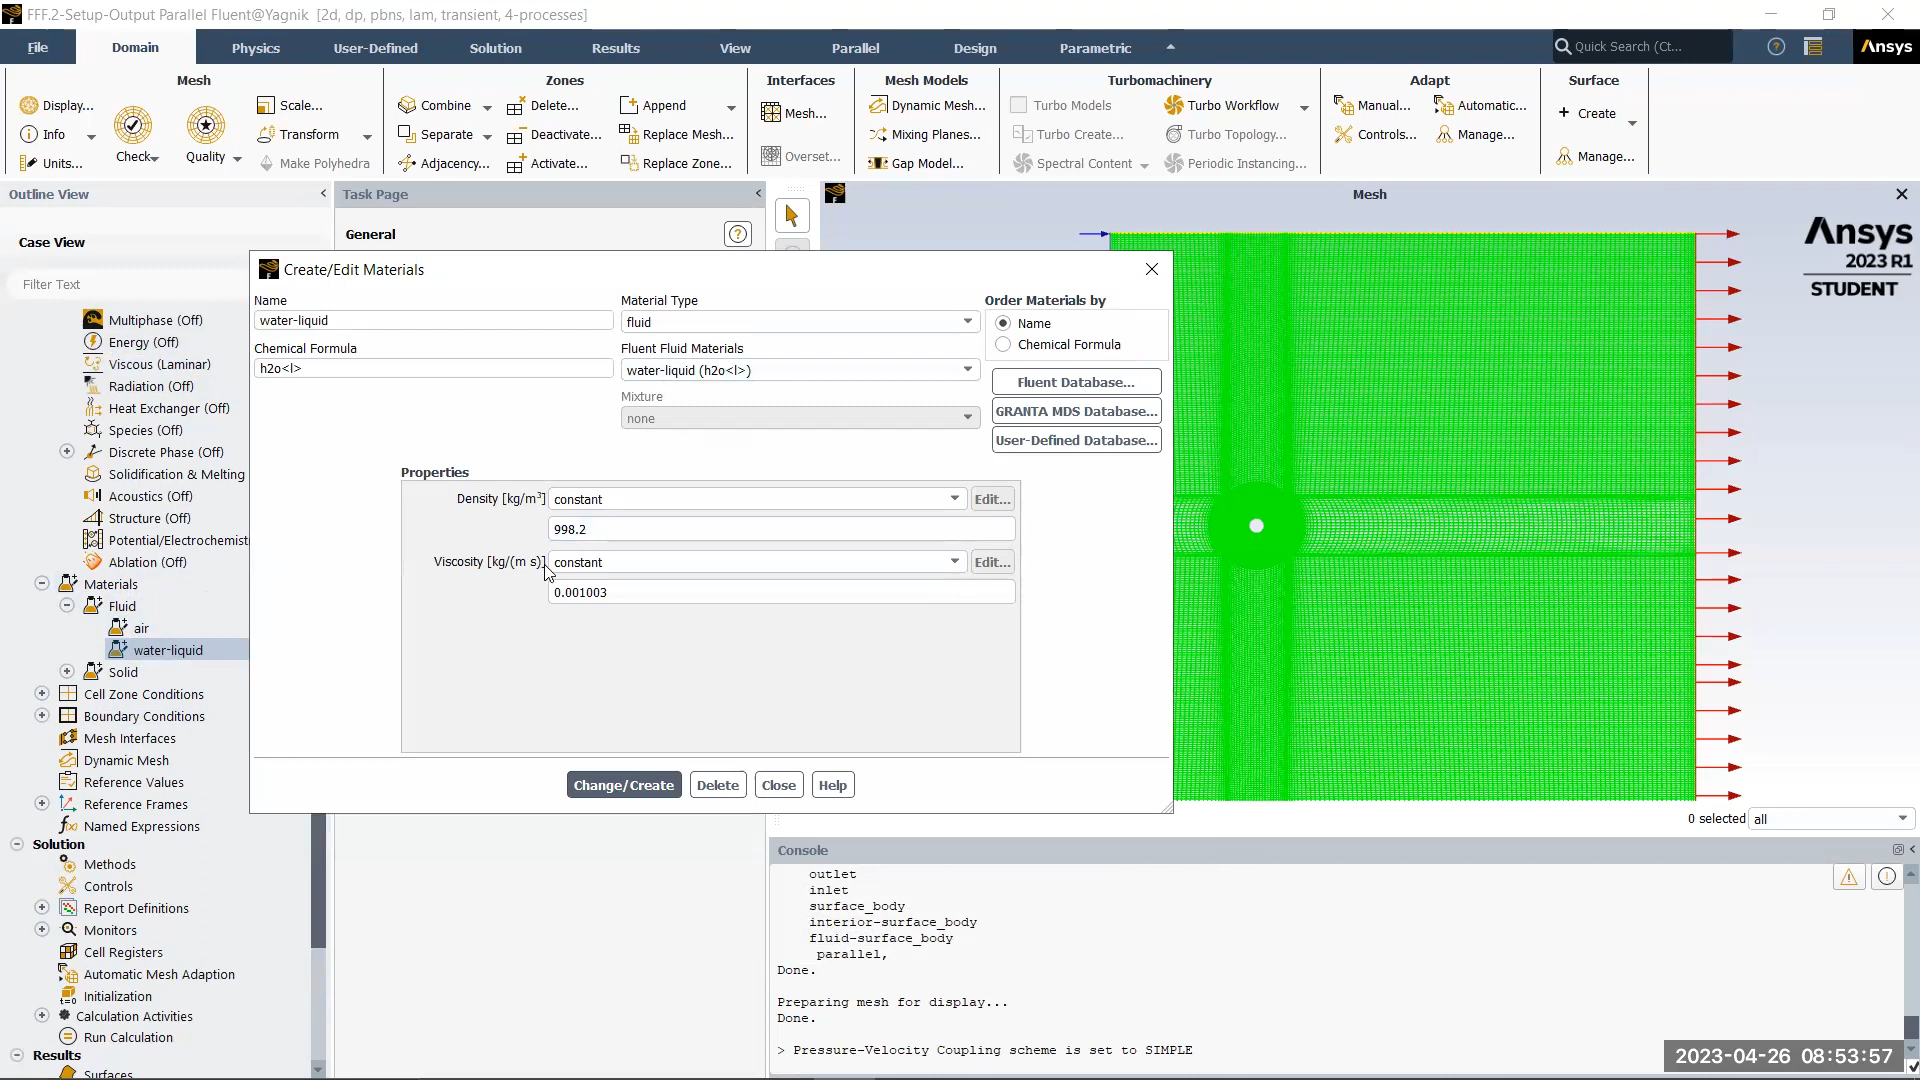 FFF.2-Setup-Output Parallel Fluent@Yagnik [2d, dp, pbns, lam, transient, 4-processes]
File Domain Physics User-Defined Solution Results View Parallel Design Parametric Quick Search (Ct... Ansys
Mesh Zones Interfaces Mesh Models Turbomachinery Adapt Surface
Display... Scale... Combine Delete... Append Mesh... Dynamic Mesh... Turbo Models Turbo Workflow Manual... Automatic... Create
Info Check Quality Transform Separate Deactivate... Replace Mesh... Mixing Planes... Turbo Create... Turbo Topology... Controls... Manage...
Units... Make Polyhedra Adjacency... Activate... Replace Zone... Overset... Gap Model... Spectral Content Periodic Instancing... Manage...
Outline View
Case View
Filter Text
Multiphase (Off)
Energy (Off)
Viscous (Laminar)
Radiation (Off)
Heat Exchanger (Off)
Species (Off)
Discrete Phase (Off)
Solidification & Melting
Acoustics (Off)
Structure (Off)
Potential/Electrochemist
Ablation (Off)
Materials
Fluid
air
water-liquid
Solid
Cell Zone Conditions
Boundary Conditions
Mesh Interfaces
Dynamic Mesh
Reference Values
Reference Frames
Named Expressions
Solution
Methods
Controls
Report Definitions
Monitors
Cell Registers
Automatic Mesh Adaption
Initialization
Calculation Activities
Run Calculation
Results
Surfaces
Task Page
General
Create/Edit Materials
Name
water-liquid
Chemical Formula
h2o<l>
Material Type
fluid
Fluent Fluid Materials
water-liquid (h2o<l>)
Mixture
none
Order Materials by
Name
Chemical Formula
Fluent Database...
GRANTA MDS Database...
User-Defined Database...
Properties
Density [kg/m³] constant Edit...
998.2
Viscosity [kg/(m s)] constant Edit...
0.001003
Change/Create Delete Close Help
Mesh
Ansys
2023 R1
STUDENT
0 selected all
Console
outlet
inlet
surface_body
interior-surface_body
fluid-surface_body
parallel,
Done.
Preparing mesh for display...
Done.
> Pressure-Velocity Coupling scheme is set to SIMPLE
2023-04-26 08:53:57